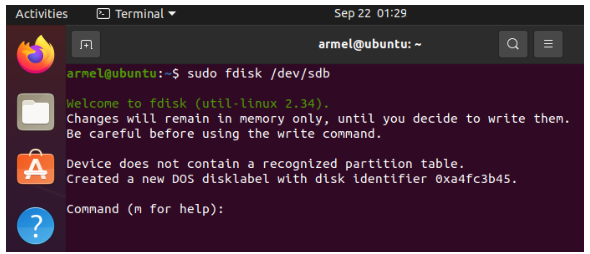 Activities
Terminal
Sep 22 01:29
armel@ubuntu: ~
armel@ubuntu:~$ sudo fdisk /dev/sdb
Welcome to fdisk (util-linux 2.34).
Changes will remain in memory only, until you decide to write them.
Be careful before using the write command.
Device does not contain a recognized partition table.
Created a new DOS disklabel with disk identifier 0xa4fc3b45.
Command (m for help):